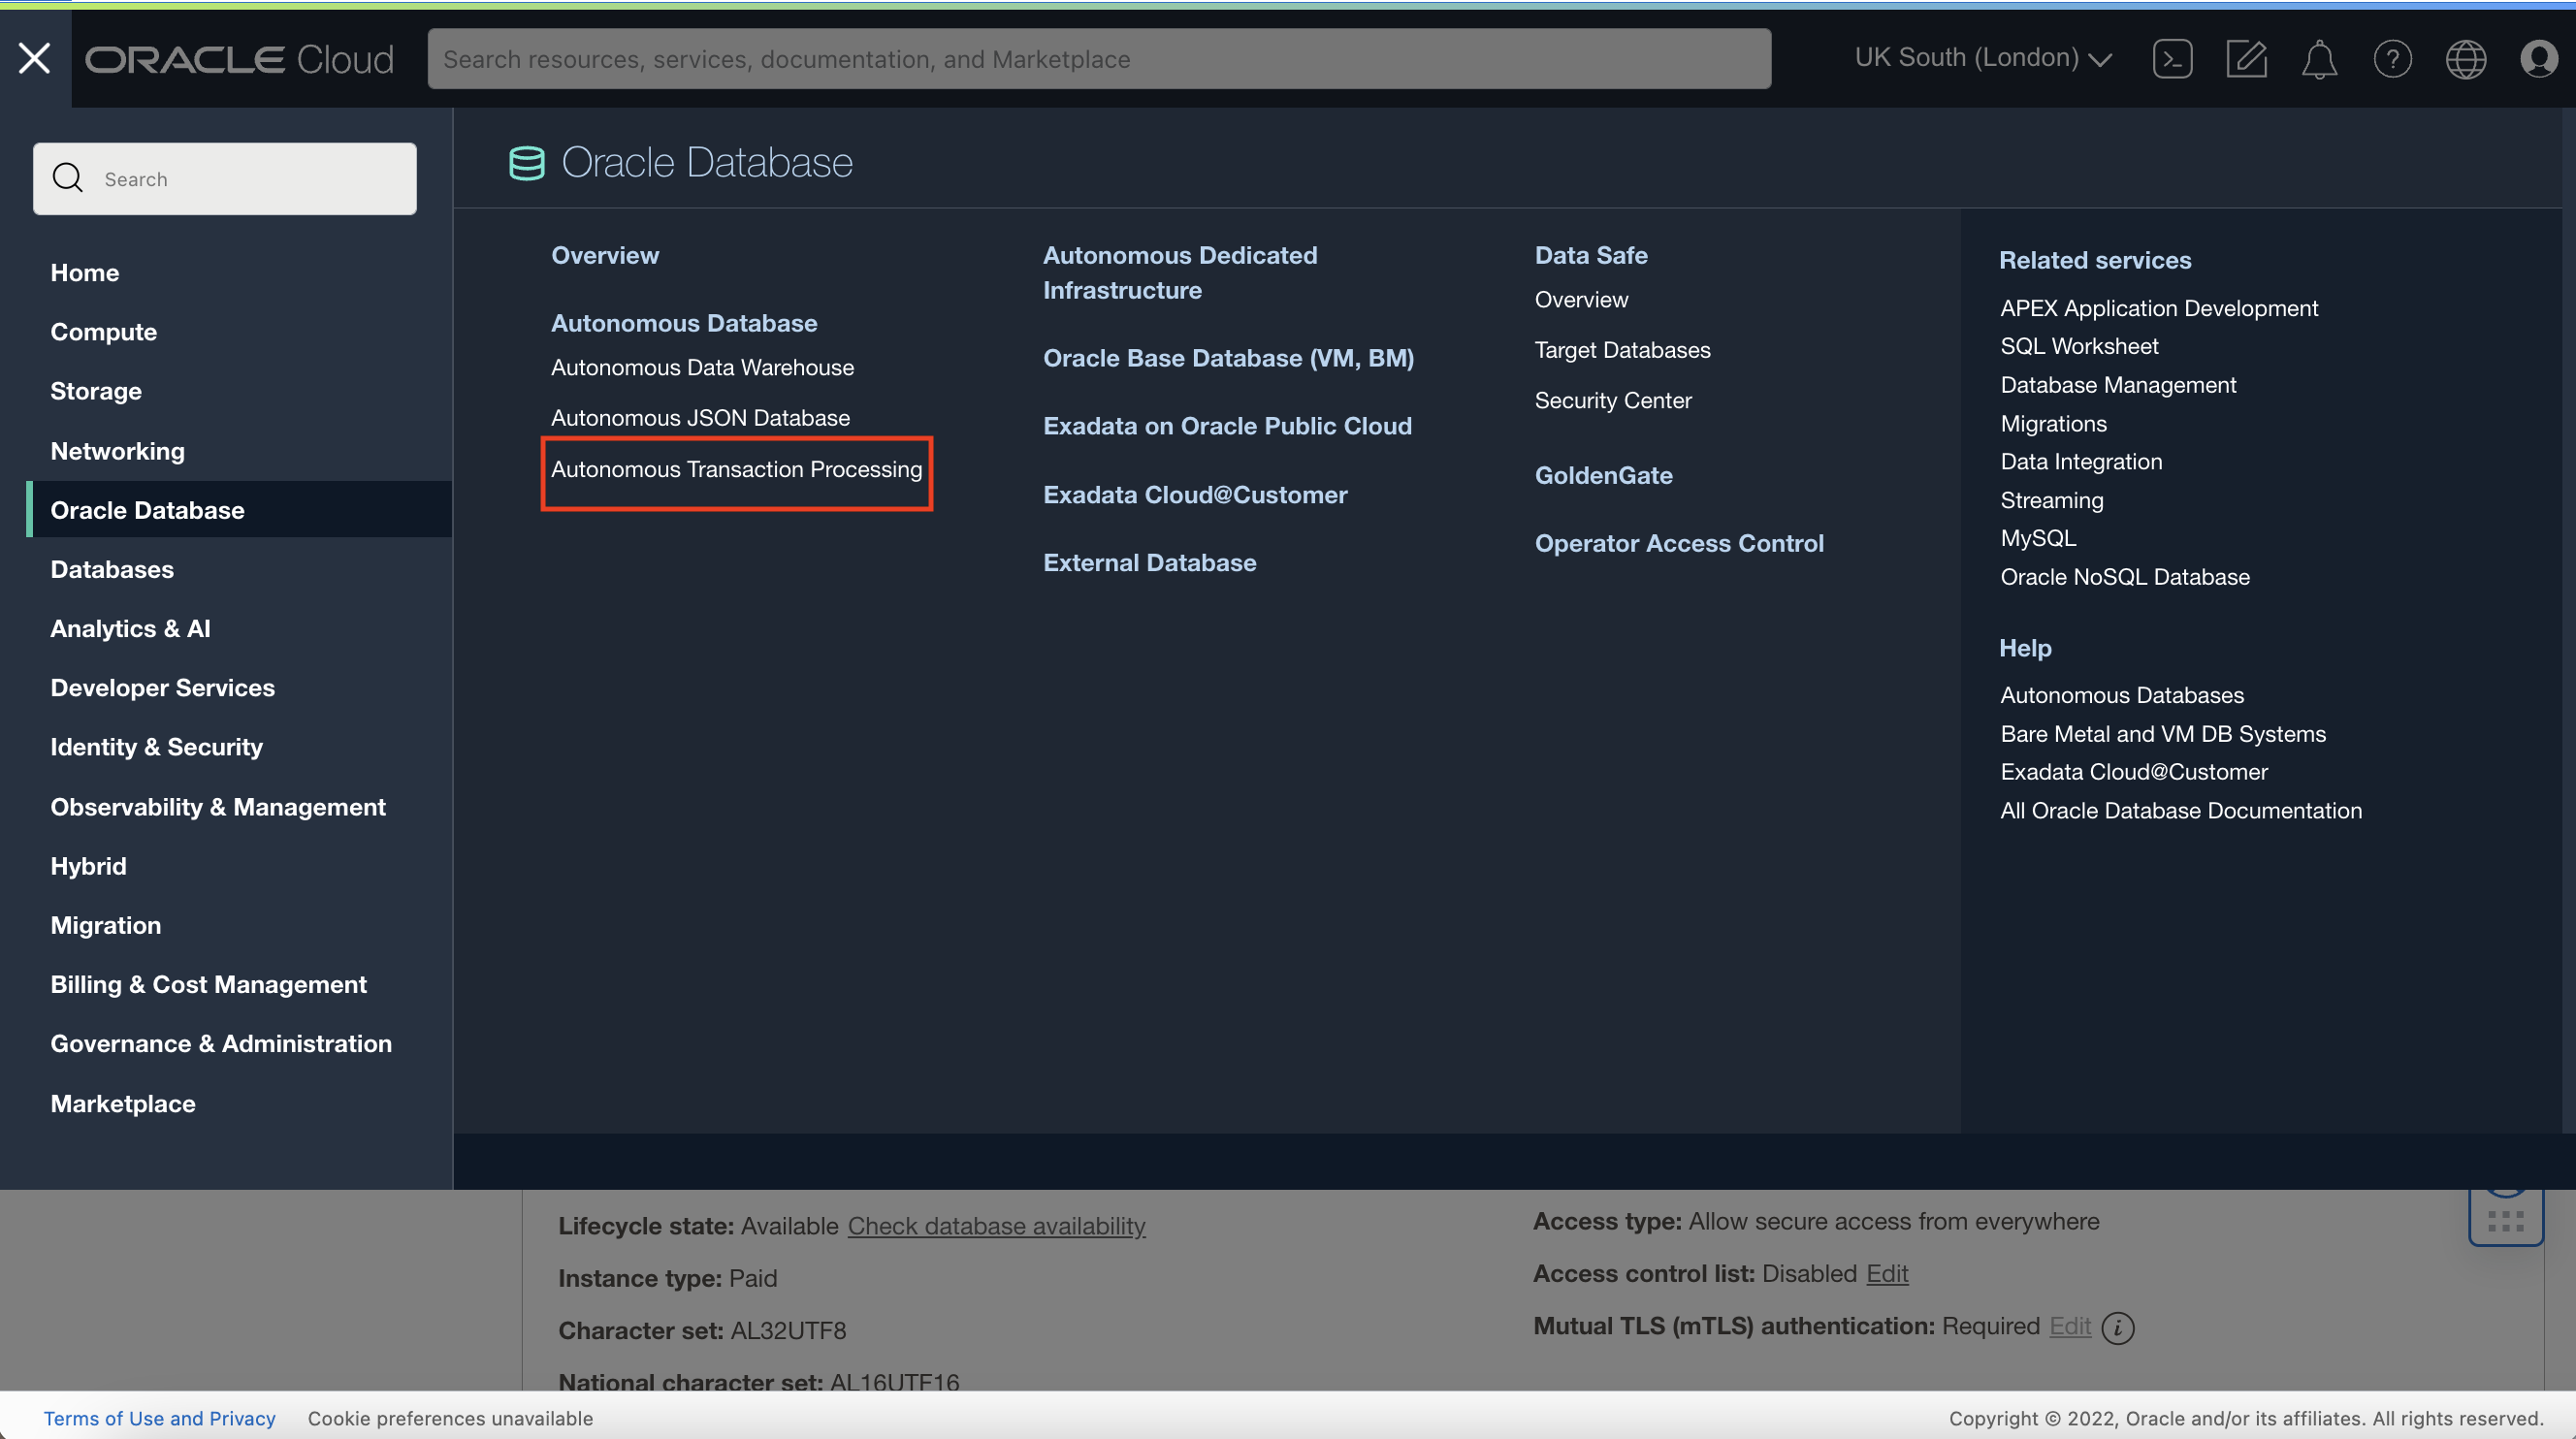 ORACLE Cloud
Search resources, services, documentation, and Marketplace
UK South (London)
Search
Home
Compute
Storage
Networking
Oracle Database
Databases
Analytics & AI
Developer Services
Identity & Security
Observability & Management
Hybrid
Migration
Billing & Cost Management
Governance & Administration
Marketplace
Oracle Database
Overview
Autonomous Database
Autonomous Data Warehouse
Autonomous JSON Database
Autonomous Transaction Processing
Autonomous Dedicated
Infrastructure
Oracle Base Database (VM, BM)
Exadata on Oracle Public Cloud
Exadata Cloud@Customer
External Database
Data Safe
Overview
Target Databases
Security Center
GoldenGate
Operator Access Control
Related services
APEX Application Development
SQL Worksheet
Database Management
Migrations
Data Integration
Streaming
MySQL
Oracle NoSQL Database
Help
Autonomous Databases
Bare Metal and VM DB Systems
Exadata Cloud@Customer
All Oracle Database Documentation
Lifecycle state: Available Check database availability
Instance type: Paid
Character set: AL32UTF8
National character set: AL16UTF16
Access type: Allow secure access from everywhere
Access control list: Disabled Edit
Mutual TLS (mTLS) authentication: Required Edit
Terms of Use and Privacy
Cookie preferences unavailable
Copyright © 2022, Oracle and/or its affiliates. All rights reserved.